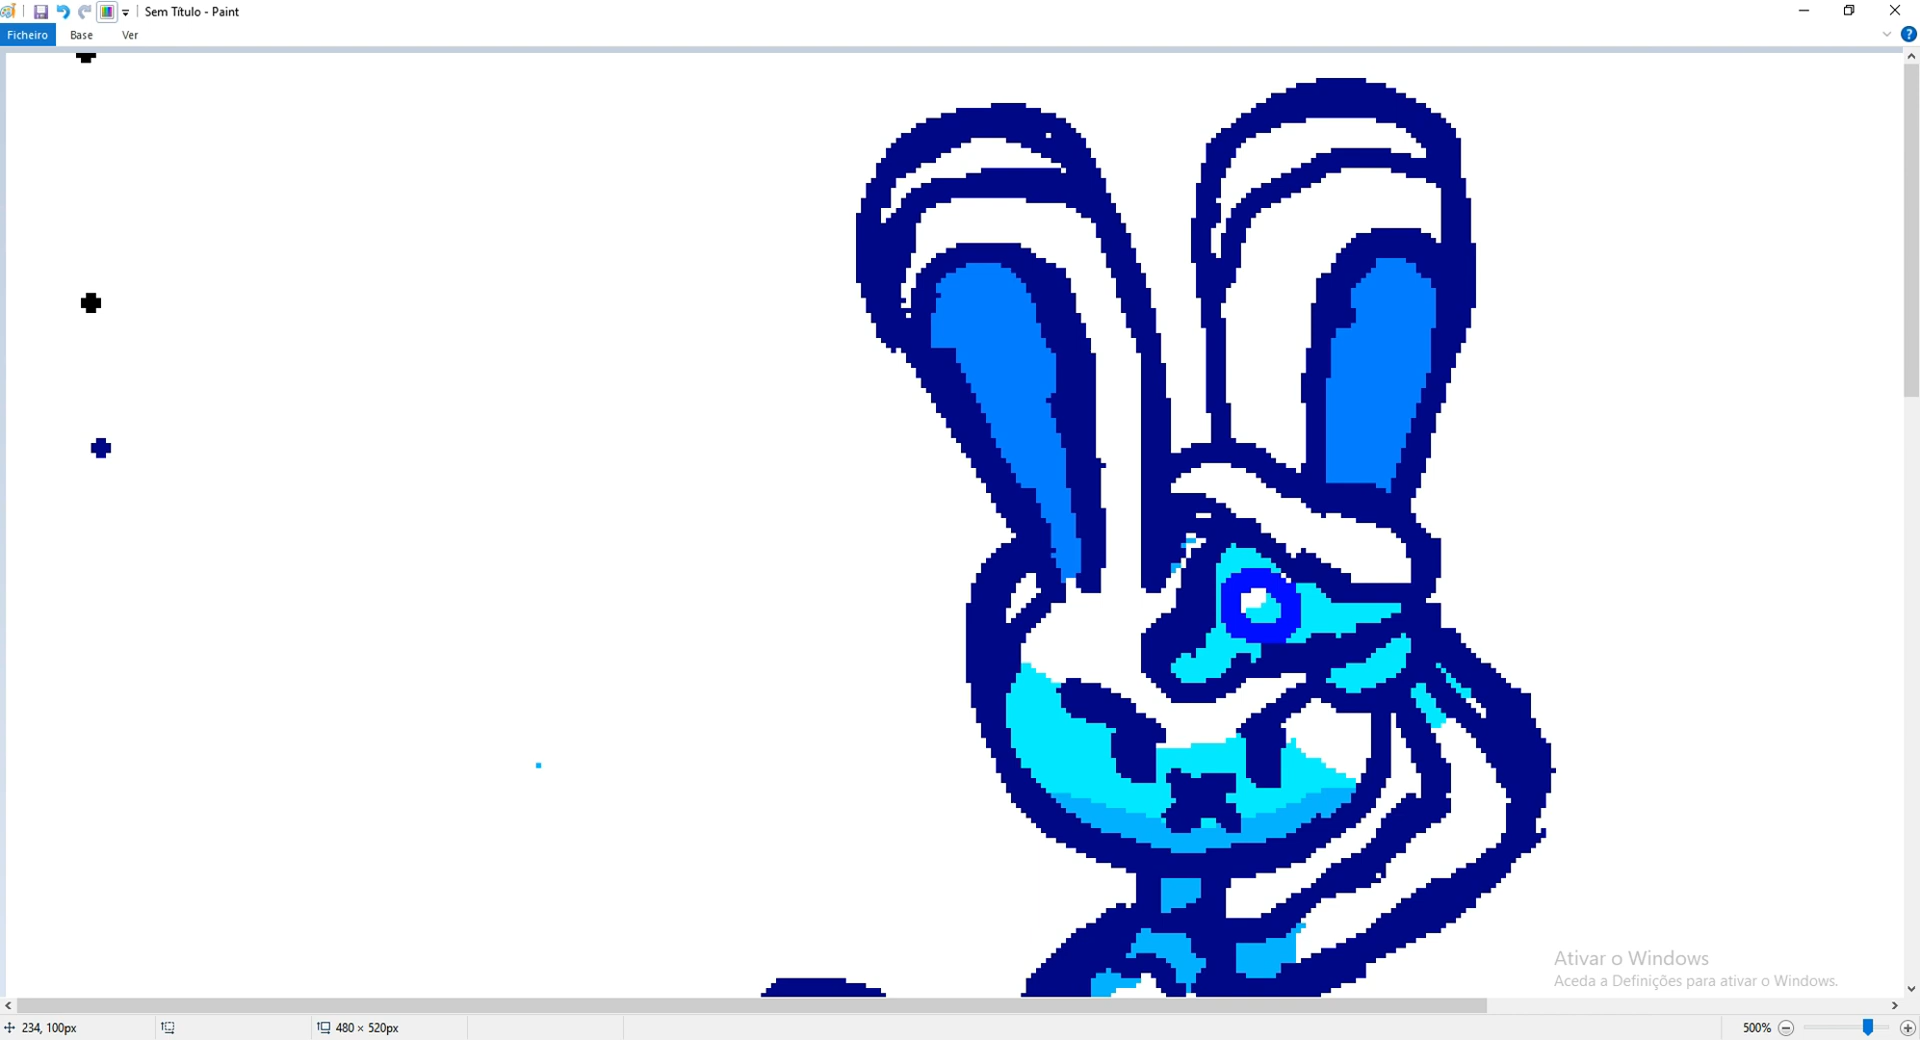 Sem Título - Paint
Ficheiro Base Ver
Ativar o Windows
Aceda a Definições para ativar o Windows.
234, 100px 480 × 520px 500%